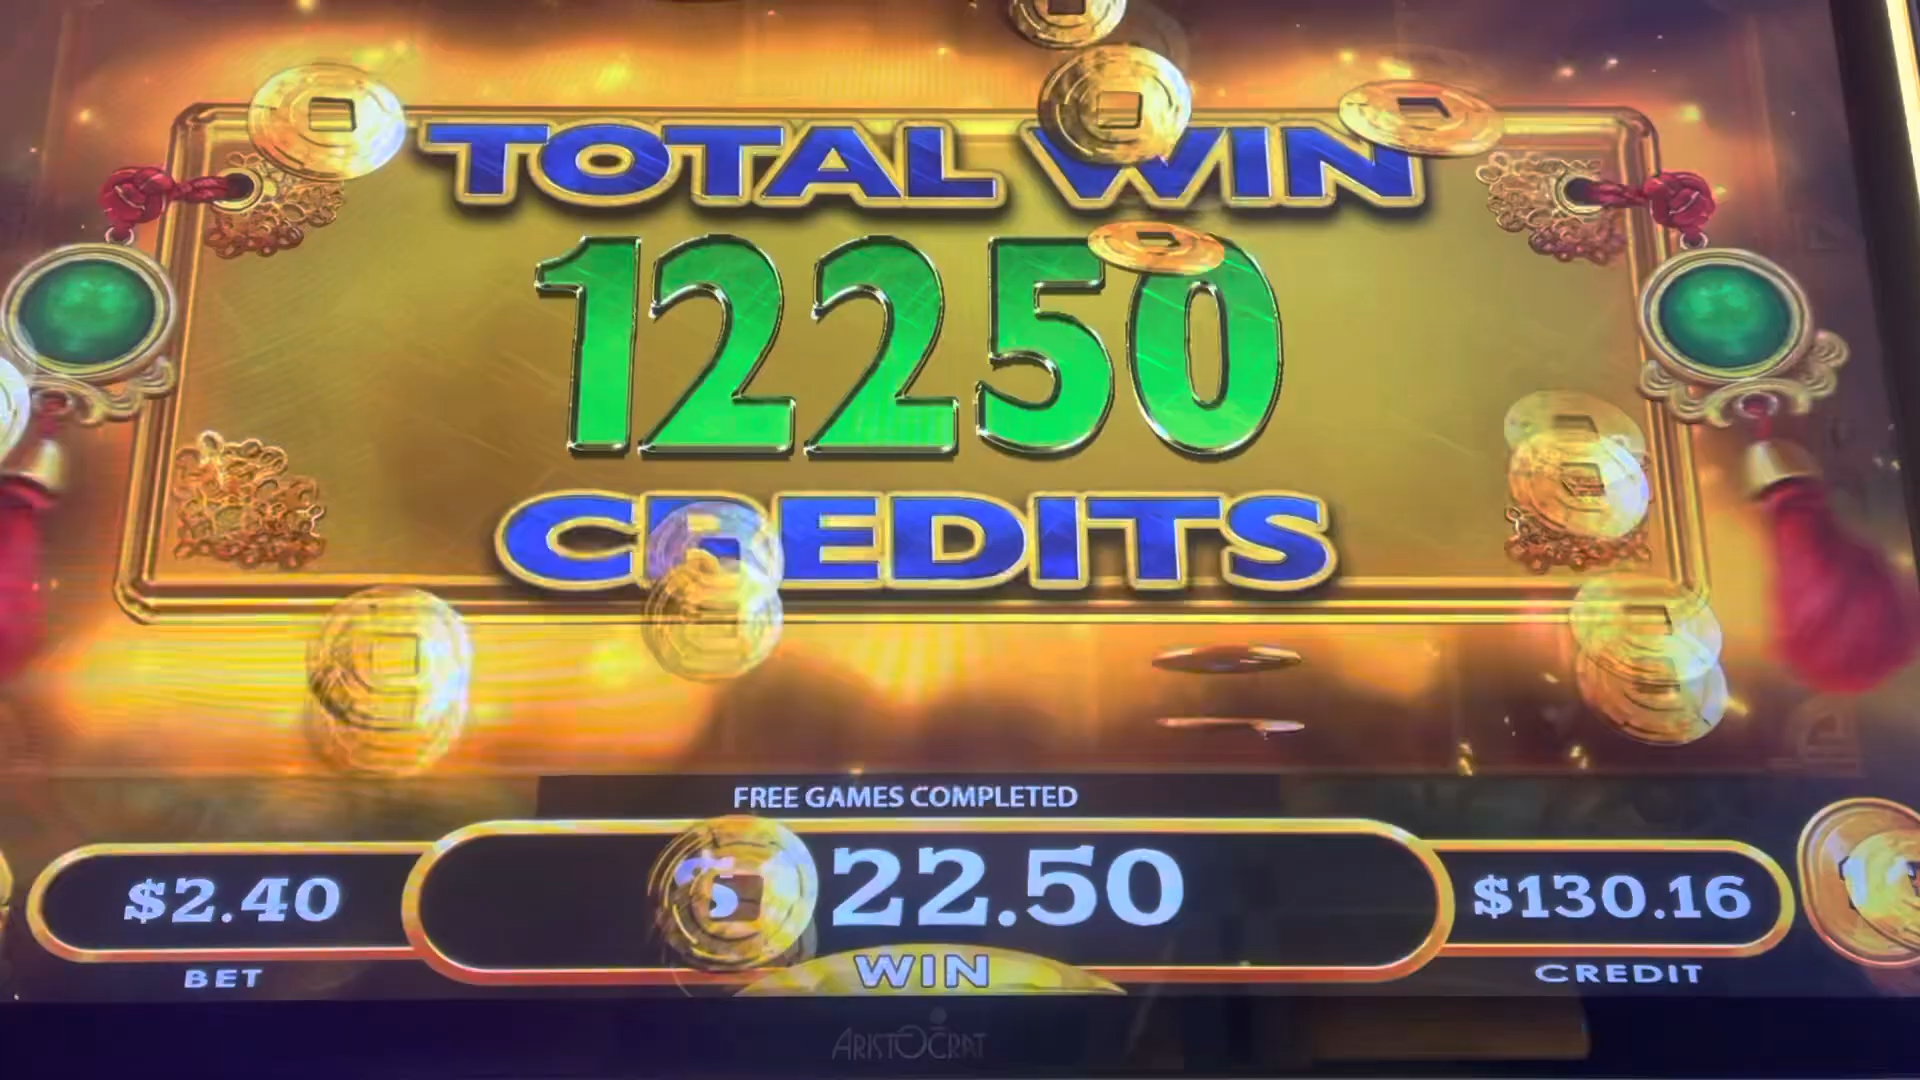 TOTAL WIN
12250
CREDITS
FREE GAMES COMPLETED
$2.40
22.50
$130.16
BET
WIN
CREDIT
ARISTOCRAT